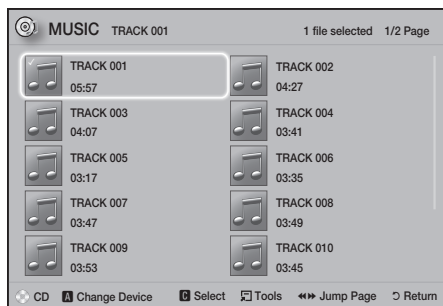 MUSIC TRACK 001 1 file selected 1/2 Page
TRACK 001 TRACK 002
05:57 04:27
TRACK 003 TRACK 004
04:07 03:41
TRACK 005 TRACK 006
03:17 03:35
TRACK 007 TRACK 008
03:47 03:49
TRACK 009 TRACK 010
03:53 03:45
CD A Change Device C Select Tools Jump Page Return